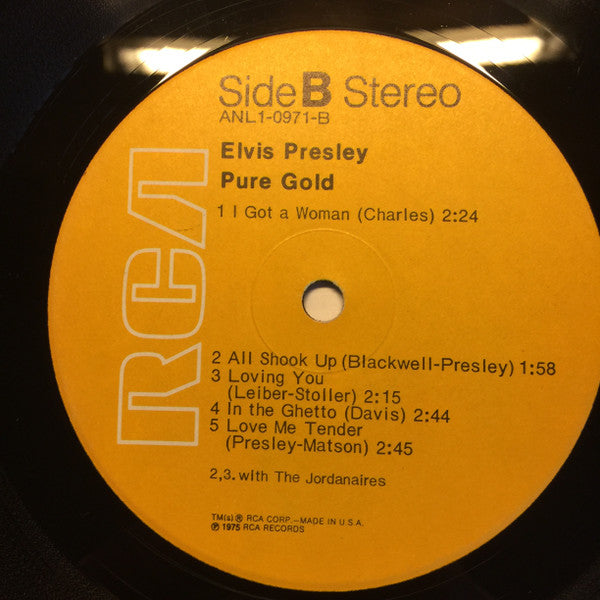 Side B Stereo
ANL1-0971-B
Elvis Presley
Pure Gold
1 I Got a Woman (Charles) 2:24
RCA
2 All Shook Up (Blackwell-Presley) 1:58
3 Loving You
(Leiber-Stoller) 2:15
4 In the Ghetto (Davis) 2:44
5 Love Me Tender
(Presley-Matson) 2:45
2,3. with The Jordanaires
TM(s) ® RCA CORP.–MADE IN U.S.A.
℗ 1975 RCA RECORDS